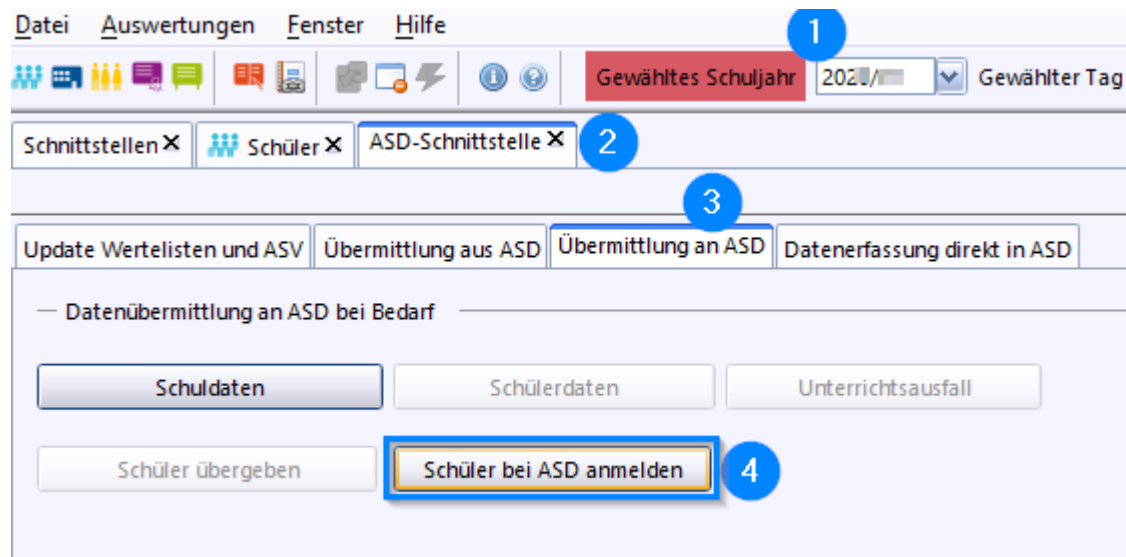 Datei Auswertungen Fenster Hilfe
1
Gewähltes Schuljahr Gewählter Tag
Schnittstellen Schüler ASD-Schnittstelle 2
3
Update Wertelisten und ASV Übermittlung aus ASD Übermittlung an ASD Datenerfassung direkt in ASD
Datenübermittlung an ASD bei Bedarf
Schuldaten Schülerdaten Unterrichtsausfall
Schüler übergeben Schüler bei ASD anmelden 4